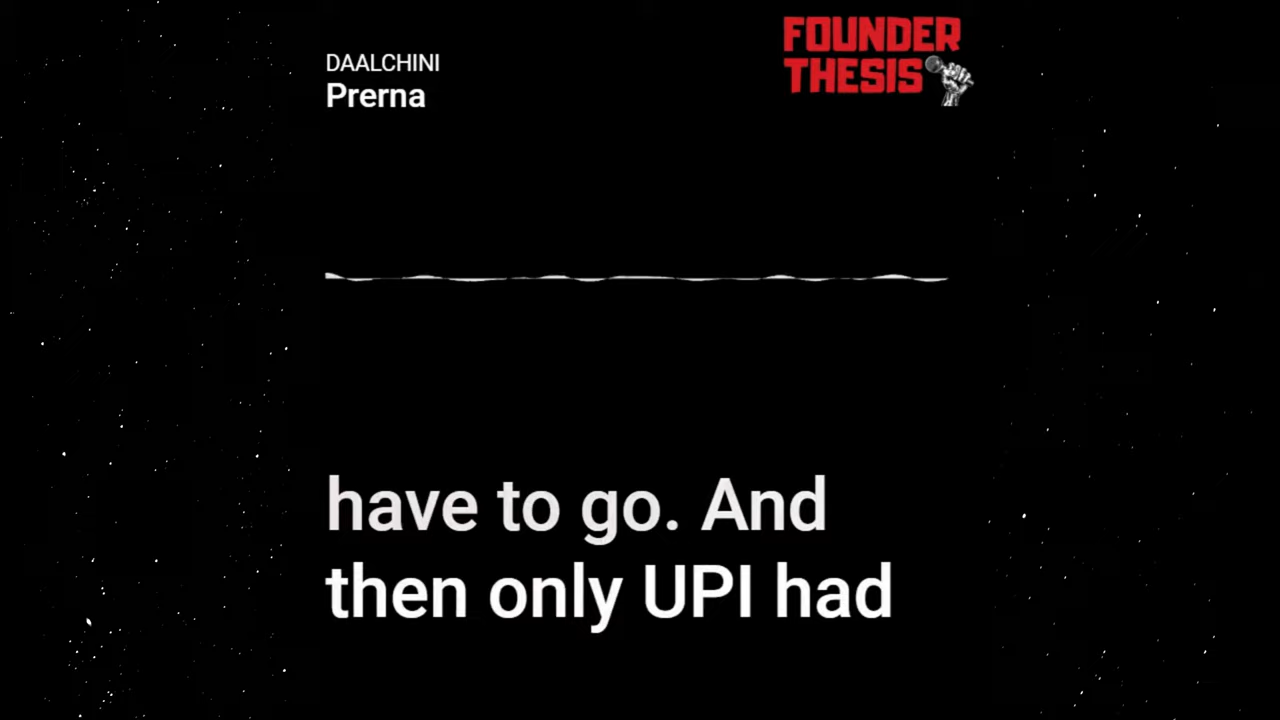 DAALCHINI
Prerna
FOUNDER
THESIS
have to go. And
then only UPI had